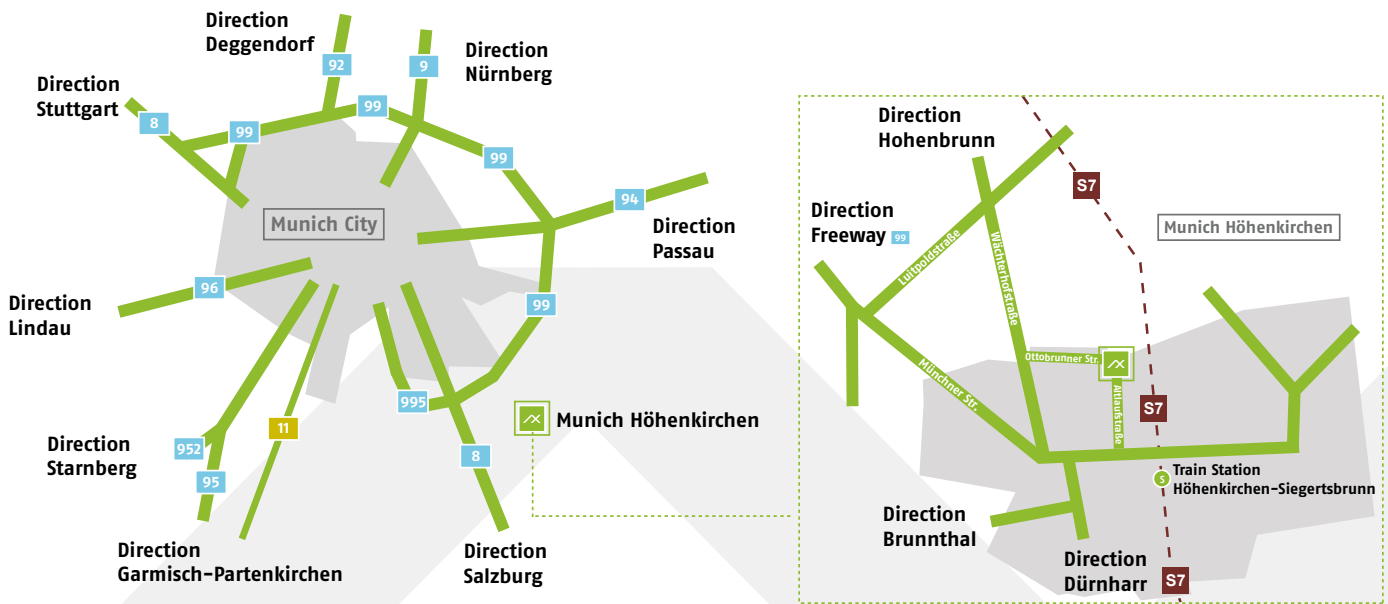 Direction
Deggendorf
92
9
Direction
Nürnberg
Direction
Stuttgart
8
99
99
99
94
Direction
Passau
Munich City
96
Direction
Lindau
99
995
Munich Höhenkirchen
11
Direction
Starnberg
952
95
8
Direction
Garmisch-Partenkirchen
Direction
Salzburg
Direction
Hohenbrunn
S7
Direction
Freeway 99
Munich Höhenkirchen
Luitpoldstraße
Wächterhofstraße
Ottobrunner Str.
Münchner Str.
Altlaufstraße
S7
Train Station
Höhenkirchen-Siegertsbrunn
S
Direction
Brunnthal
Direction
Dürnharr
S7